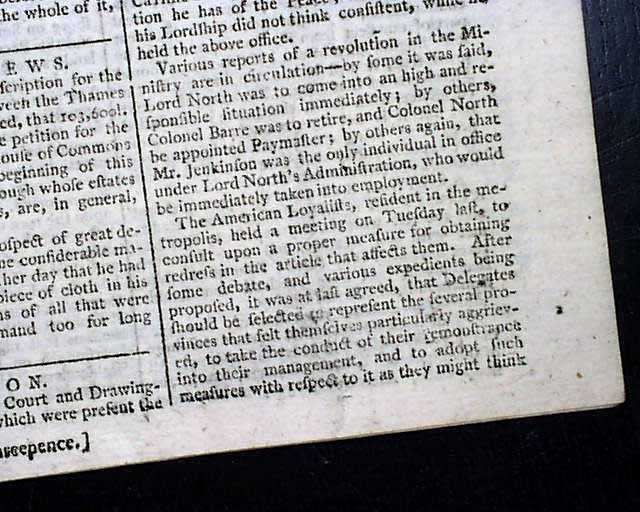 the whole of it,
E W S.
scription for the
ween the Thames
ed, that 103,600l.
e petition for the
ouse of Commons
beginning of this
ough whose estates
s, are, in general,
ospect of great de-
ne considerable ma-
her day that he had
piece of cloth in his
ns of all that were
mand too for long
O N.
Court and Drawing-
which were present the
tion he has of the
his Lordſhip did not think conſiſtent, while he,
held the above office.
Various reports of a revolution in the Mi-
niſtry are in circulation—by ſome it was ſaid,
Lord North was to come into an high and re-
ſponſible ſituation immediately; by others,
Colonel Barre was to retire, and Colonel North
be appointed Paymaſter; by others again, that
Mr. Jenkinſon was the only individual in office
under Lord North's Adminiſtration, who would
be immediately taken into employment.
The American Loyaliſts, reſident in the me-
tropolis, held a meeting on Tueſday laſt, to
conſult upon a proper meaſure for obtaining
redreſs in the article that affects them. After
ſome debate, and various expedients being
propoſed, it was at laſt agreed, that Delegates
ſhould be ſelected to repreſent the ſeveral pro-
vinces that felt themſelves particularly aggriev-
ed, to take the conduct of their remonſtrance
into their management, and to adopt ſuch
meaſures with reſpect to it as they might think